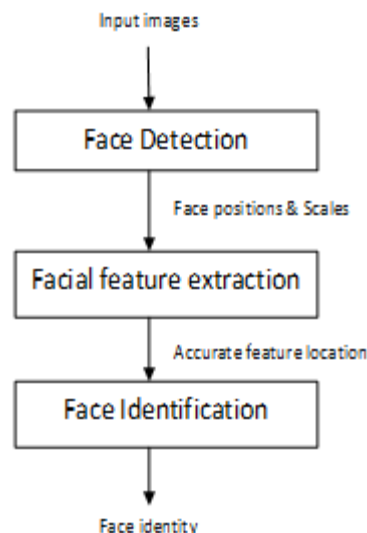 Input images
Face Detection
Face positions & Scales
Facial feature extraction
Accurate feature location
Face Identification
Face identity